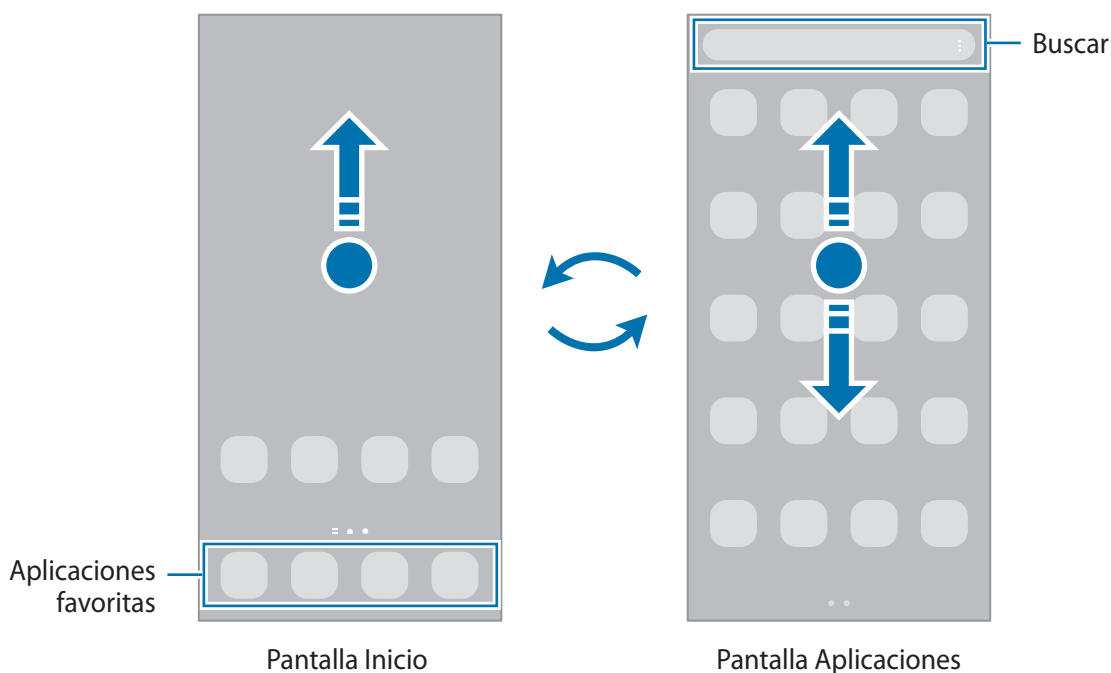 Buscar
Aplicaciones
favoritas
Pantalla Inicio
Pantalla Aplicaciones